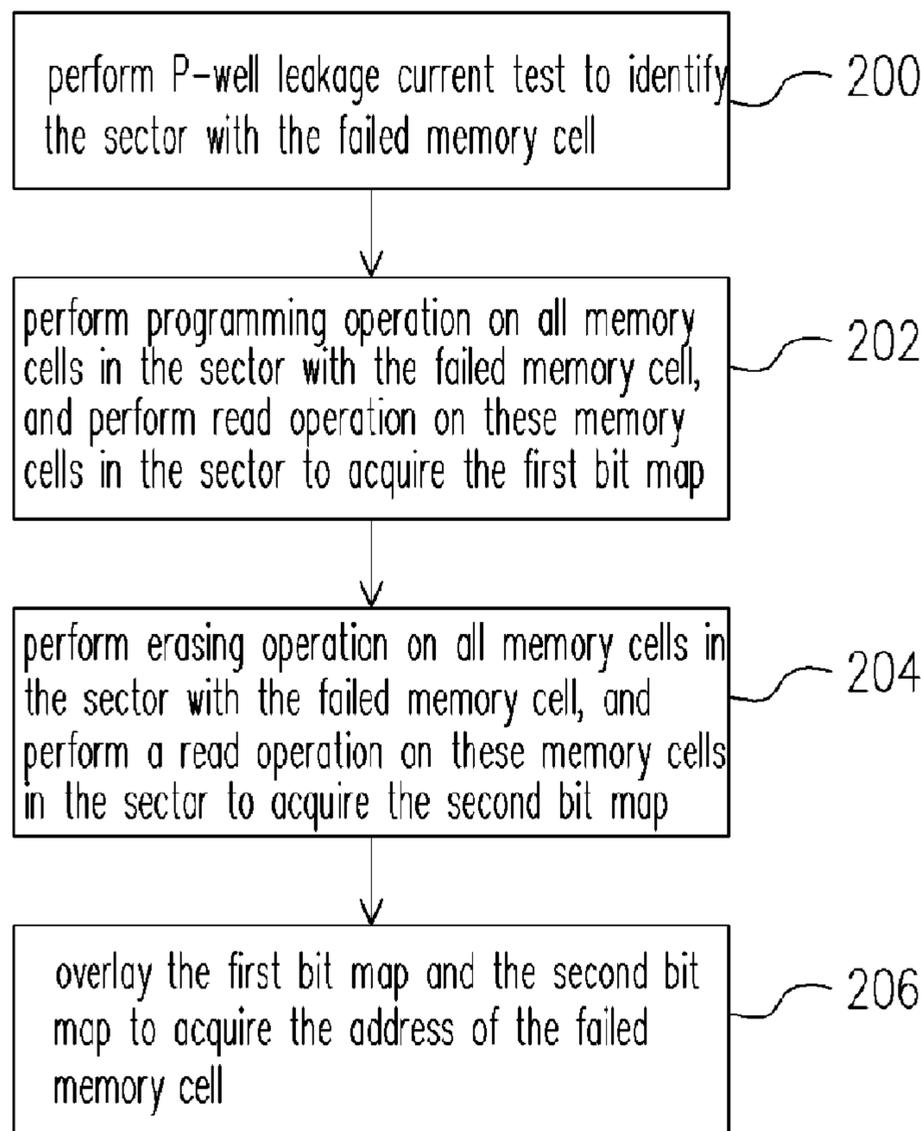 perform P-well leakage current test to identify
the sector with the failed memory cell
200
perform programming operation on all memory
cells in the sector with the failed memory cell,
and perform read operation on these memory
cells in the sector to acquire the first bit map
202
perform erasing operation on all memory cells in
the sector with the failed memory cell, and
perform a read operation on these memory cells
in the sector to acquire the second bit map
204
overlay the first bit map and the second bit
map to acquire the address of the failed
memory cell
206